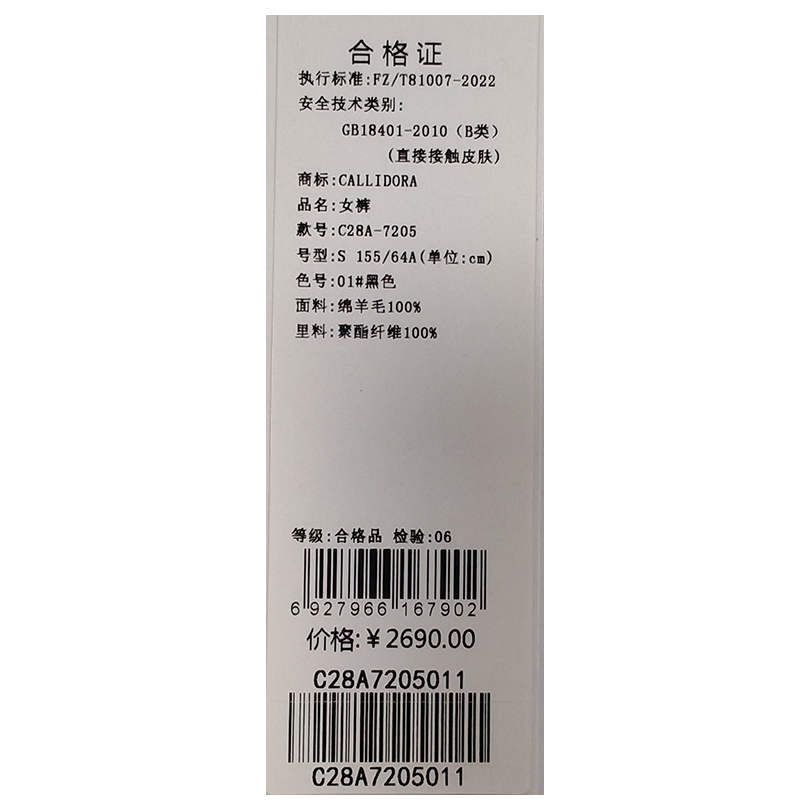 合格证
执行标准:FZ/T81007-2022
安全技术类别:
GB18401-2010（B类）
(直接接触皮肤)
商标:CALLIDORA
品名:女裤
款号:C28A-7205
号型:S 155/64A(单位:cm)
色号:01#黑色
面料:绵羊毛100%
里料:聚酯纤维100%
等级:合格品 检验:06
6 927966 167902
价格:￥2690.00
C28A7205011
C28A7205011